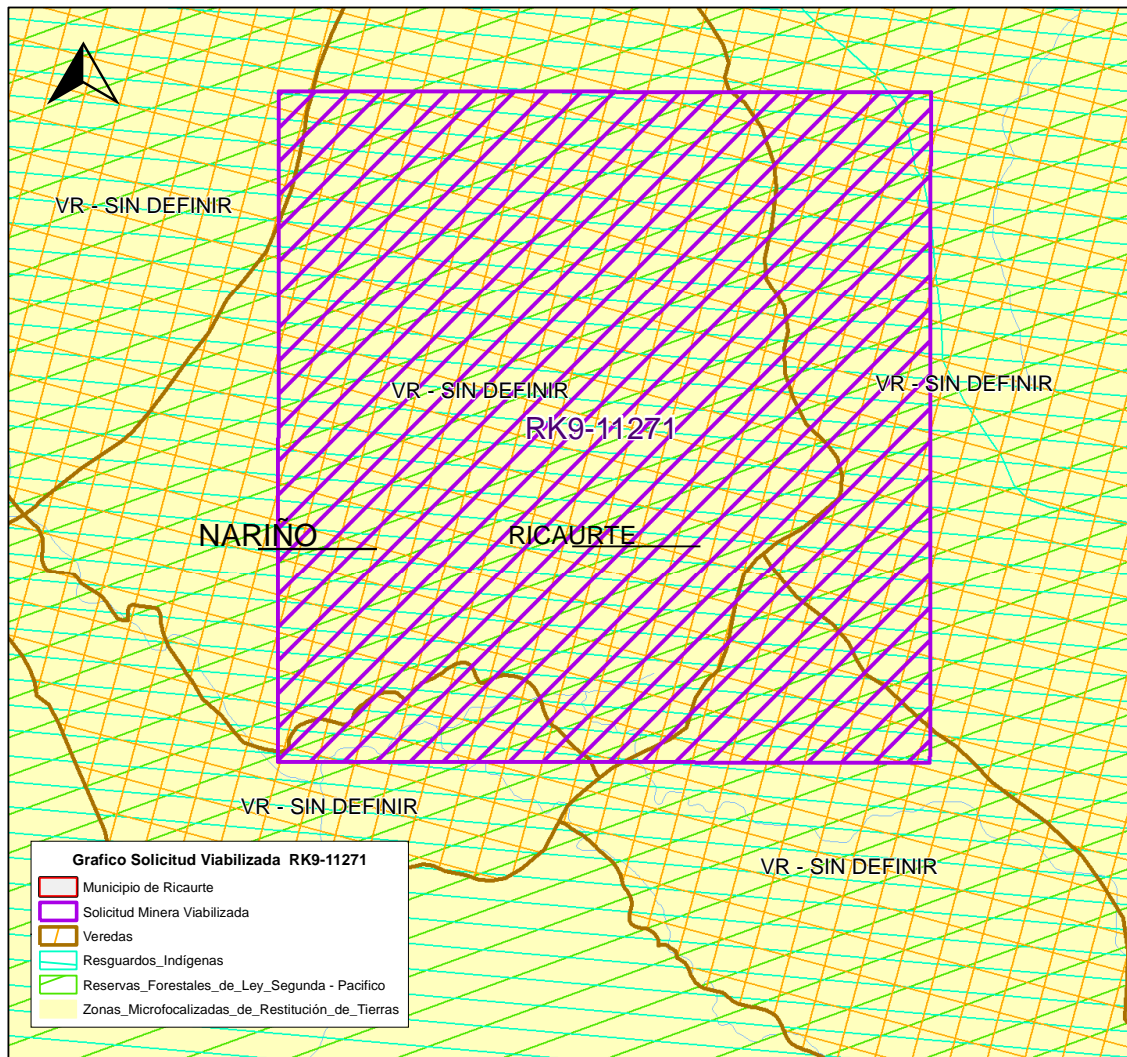 VR - SIN DEFINIR
VR - SIN DEFINIR
VR - SIN DEFINIR
RK9-11271
NARIÑO
RICAURTE
VR - SIN DEFINIR
VR - SIN DEFINIR
Grafico Solicitud Viabilizada RK9-11271
Municipio de Ricaurte
Solicitud Minera Viabilizada
Veredas
Resguardos_Indígenas
Reservas_Forestales_de_Ley_Segunda - Pacifico
Zonas_Microfocalizadas_de_Restitución_de_Tierras